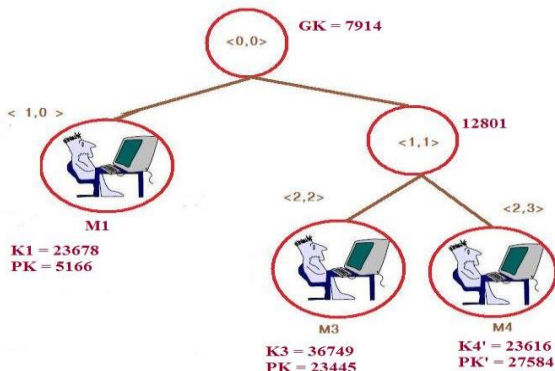 GK = 7914
<0,0>
< 1,0 >
12801
<1,1>
<2,2>
<2,3>
M1
K1 = 23678
PK = 5166
M3
M4
K3 = 36749
PK = 23445
K4' = 23616
PK' = 27584